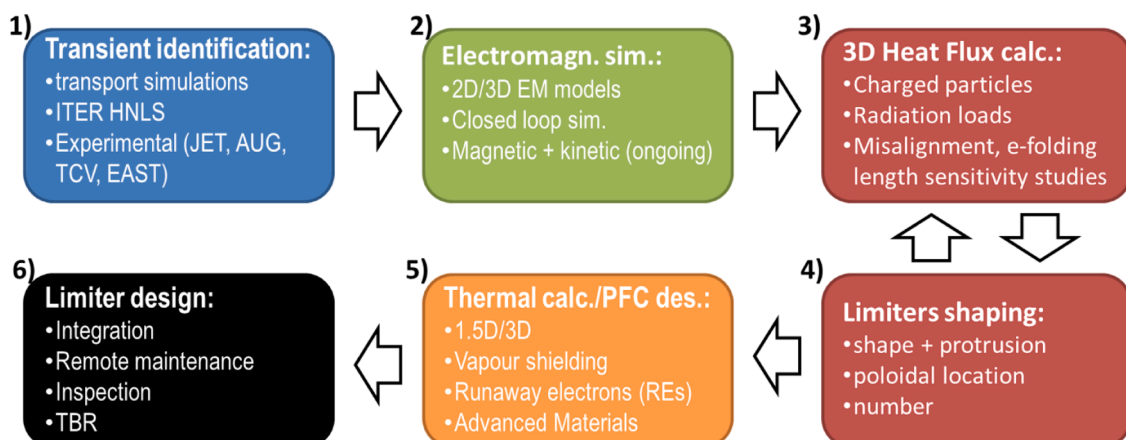 1)
Transient identification:
•transport simulations
•ITER HNLS
•Experimental (JET, AUG,
TCV, EAST)
2)
Electromagn. sim.:
•2D/3D EM models
•Closed loop sim.
•Magnetic + kinetic (ongoing)
3)
3D Heat Flux calc.:
•Charged particles
•Radiation loads
•Misalignment, e-folding
length sensitivity studies
4)
Limiters shaping:
•shape + protrusion
•poloidal location
•number
5)
Thermal calc./PFC des.:
•1.5D/3D
•Vapour shielding
•Runaway electrons (REs)
•Advanced Materials
6)
Limiter design:
•Integration
•Remote maintenance
•Inspection
•TBR